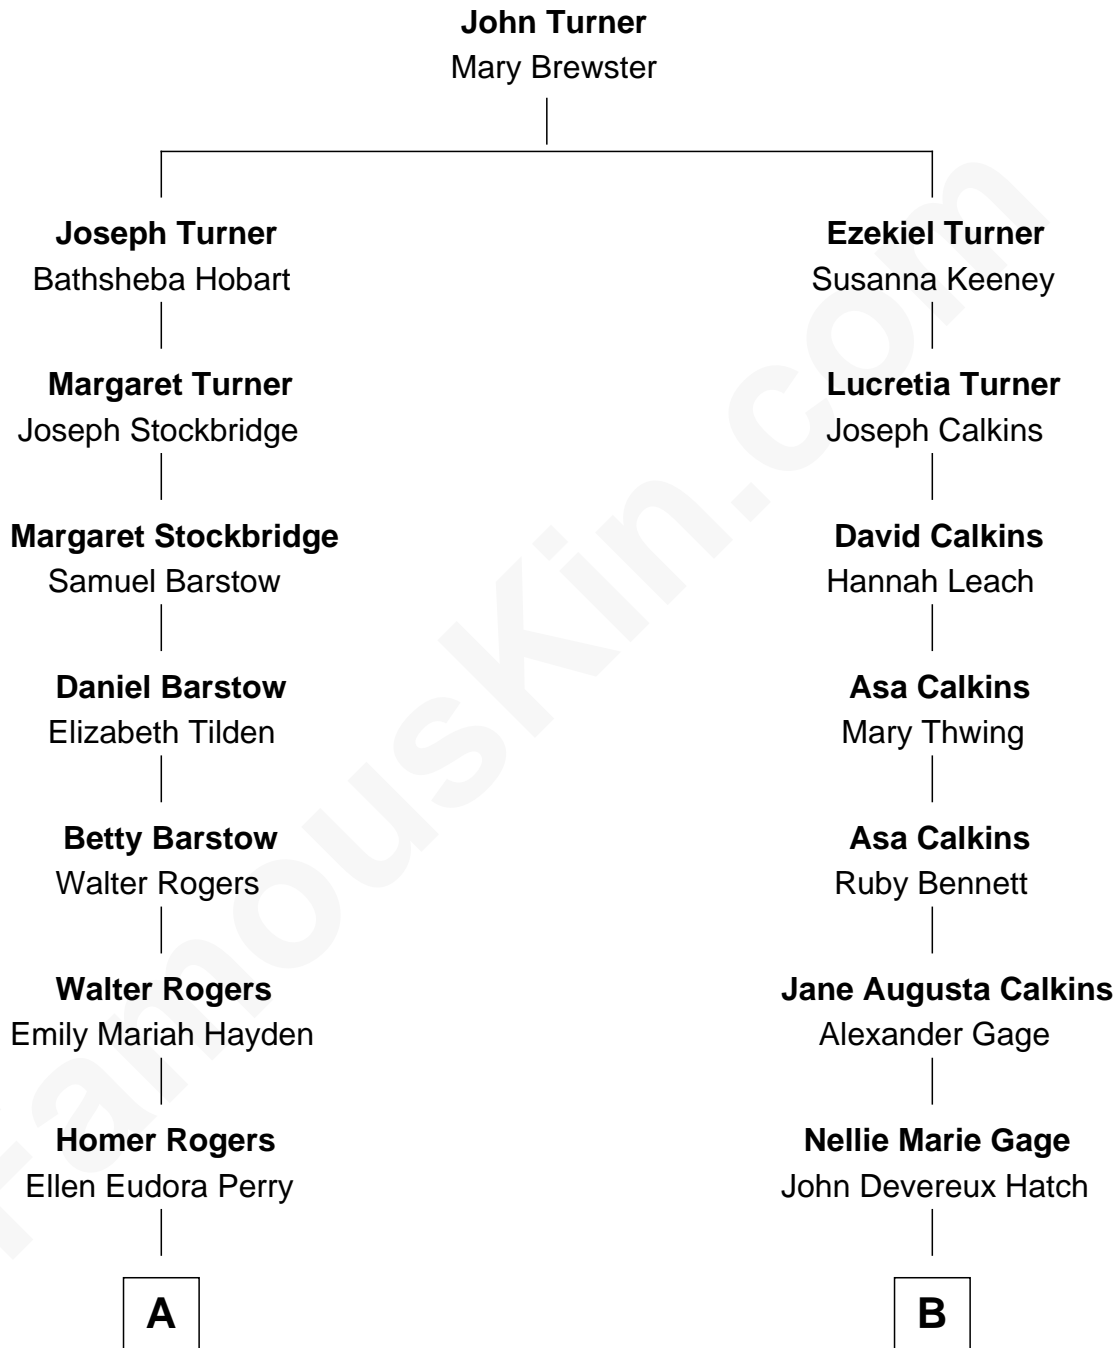 John Turner
Mary Brewster
Joseph Turner
Bathsheba Hobart
Ezekiel Turner
Susanna Keeney
Margaret Turner
Joseph Stockbridge
Lucretia Turner
Joseph Calkins
Margaret Stockbridge
Samuel Barstow
David Calkins
Hannah Leach
Daniel Barstow
Elizabeth Tilden
Asa Calkins
Mary Thwing
Betty Barstow
Walter Rogers
Asa Calkins
Ruby Bennett
Walter Rogers
Emily Mariah Hayden
Jane Augusta Calkins
Alexander Gage
Homer Rogers
Ellen Eudora Perry
Nellie Marie Gage
John Devereux Hatch
A
B
FamousKin.com